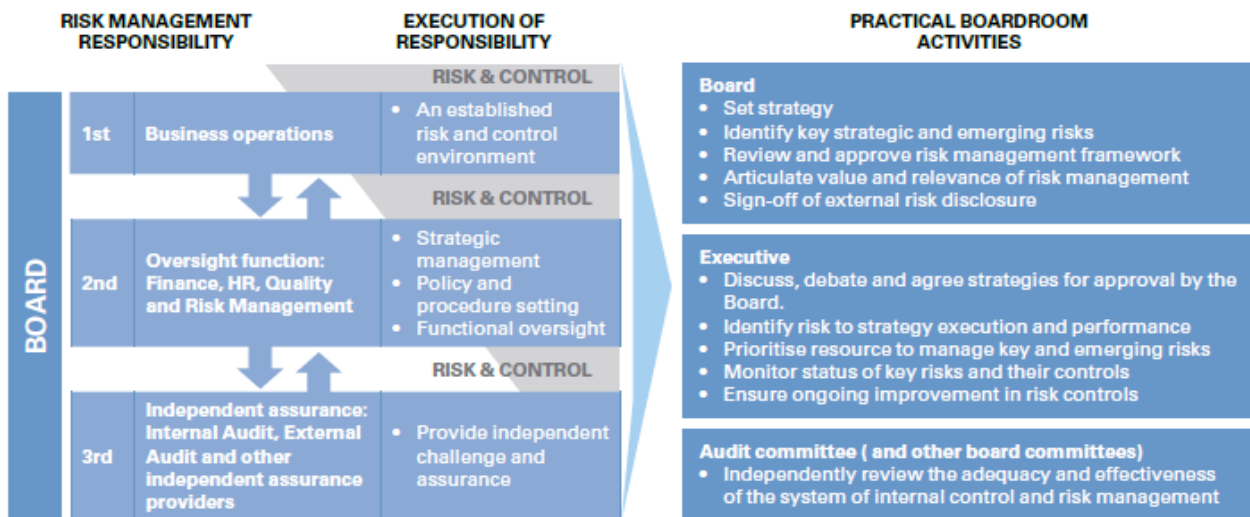 RISK MANAGEMENT
RESPONSIBILITY
EXECUTION OF
RESPONSIBILITY
PRACTICAL BOARDROOM
ACTIVITIES
BOARD
RISK & CONTROL
1st
Business operations
• An established
risk and control
environment
RISK & CONTROL
2nd
Oversight function:
Finance, HR, Quality
and Risk Management
• Strategic
management
• Policy and
procedure setting
• Functional oversight
RISK & CONTROL
3rd
Independent assurance:
Internal Audit, External
Audit and other
independent assurance
providers
• Provide independent
challenge and
assurance
Board
• Set strategy
• Identify key strategic and emerging risks
• Review and approve risk management framework
• Articulate value and relevance of risk management
• Sign-off of external risk disclosure
Executive
• Discuss, debate and agree strategies for approval by the
Board.
• Identify risk to strategy execution and performance
• Prioritise resource to manage key and emerging risks
• Monitor status of key risks and their controls
• Ensure ongoing improvement in risk controls
Audit committee ( and other board committees)
• Independently review the adequacy and effectiveness
of the system of internal control and risk management